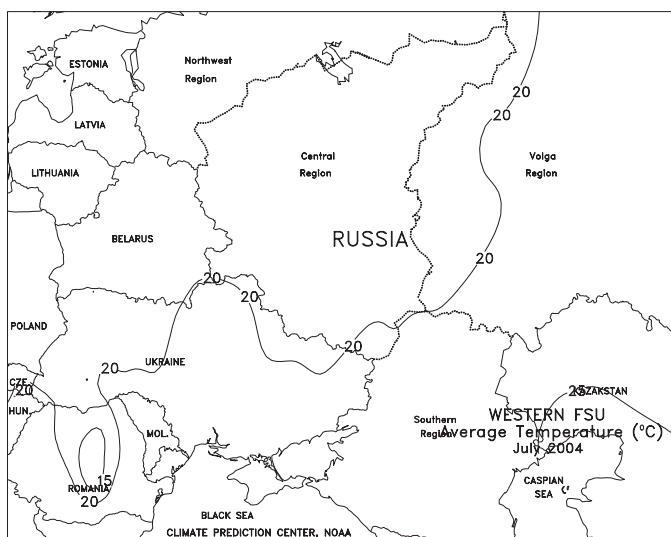 ESTONIA
Northwest
Region
20
20
LATVIA
Central
Region
Volga
Region
LITHUANIA
BELARUS
RUSSIA
20
20
20
POLAND
20
UKRAINE
20
CZE.
20
25
KAZAKSTAN
HUN.
MOL.
Southern
Region
WESTERN FSU
Average Temperature (°C)
July 2004
15
ROMANIA
20
CASPIAN
SEA
BLACK SEA
CLIMATE PREDICTION CENTER, NOAA